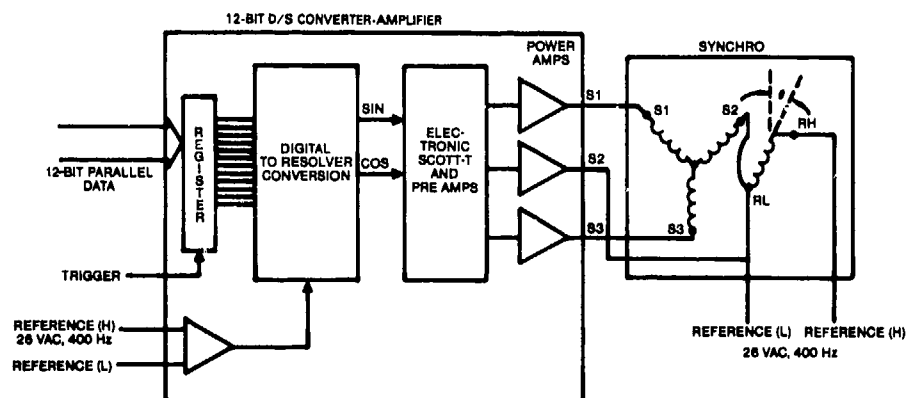 12-BIT D/S CONVERTER-AMPLIFIER
POWER
AMPS
SYNCHRO
REGISTER
12-BIT PARALLEL
DATA
TRIGGER
DIGITAL
TO RESOLVER
CONVERSION
SIN
COS
ELEC-
TRONIC
SCOTT-T
AND
PRE AMPS
S1
S2
S3
S1
S2
S3
θ
RH
RL
REFERENCE (H)
26 VAC, 400 Hz
REFERENCE (L)
REFERENCE (L)
REFERENCE (H)
26 VAC, 400 Hz